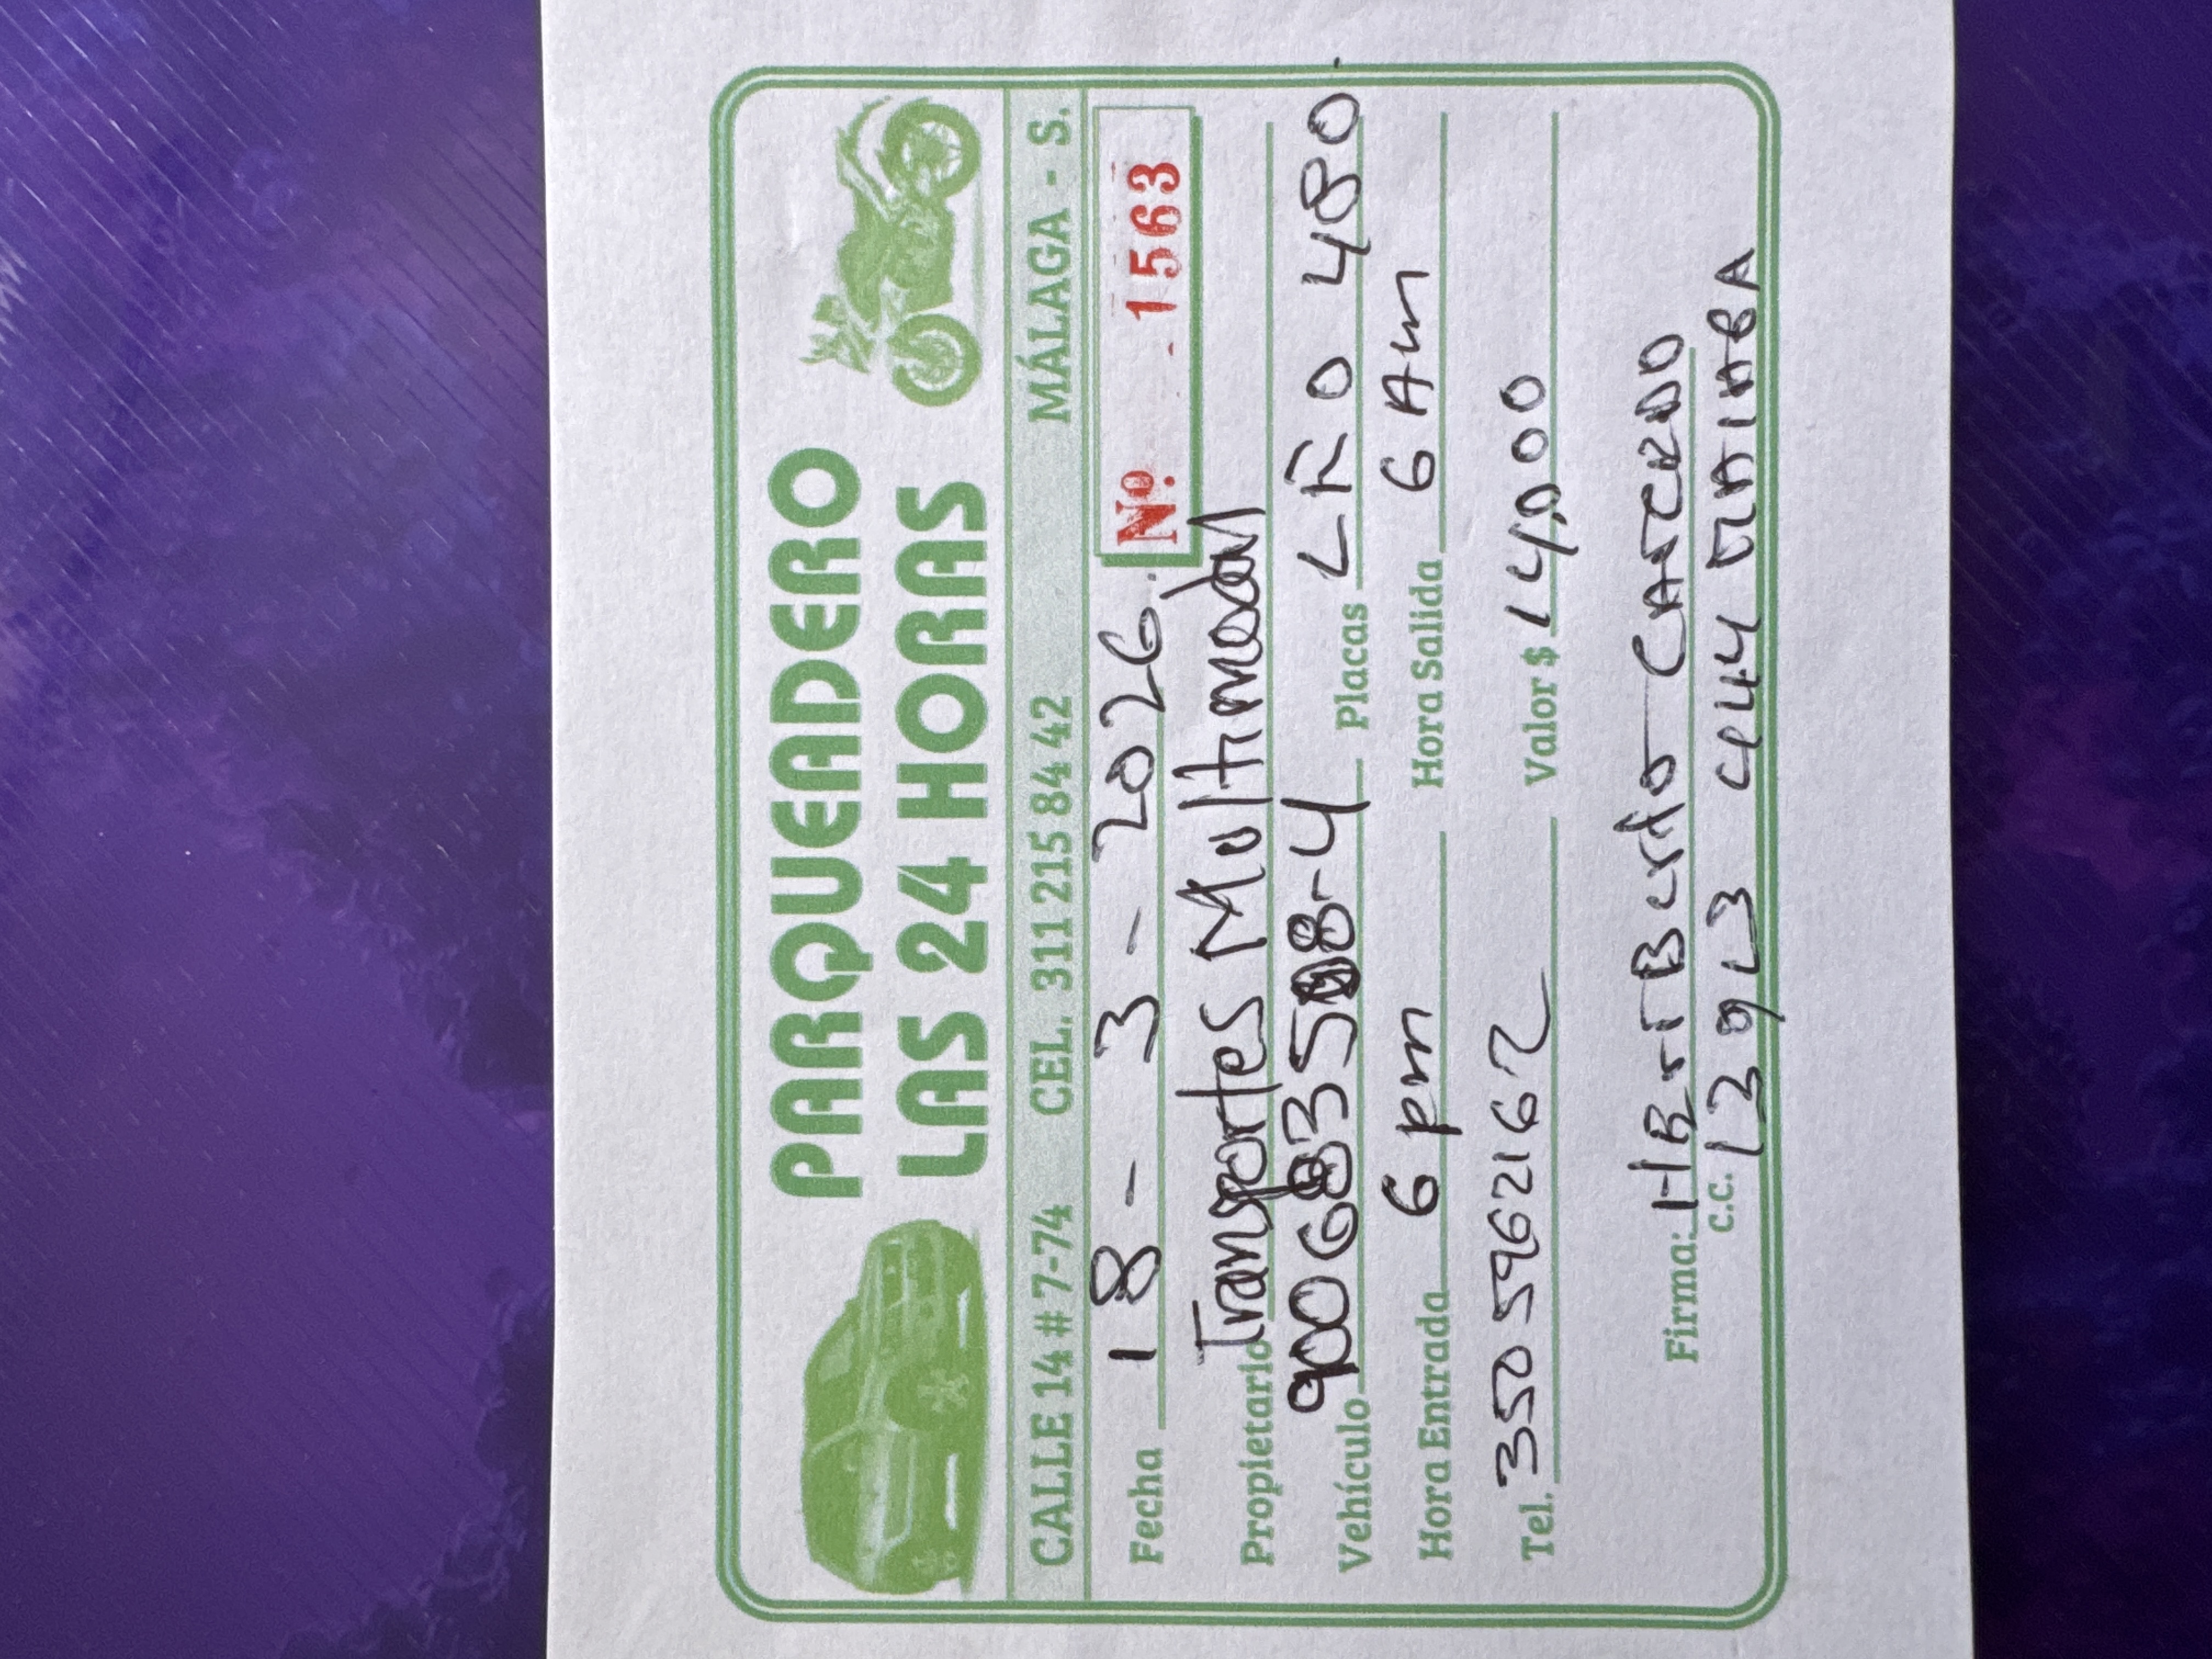 PARQUEADERO
LAS 24 HORAS
CALLE 14 # 7-74 CEL. 311 215 84 42 MÁLAGA - S.
Fecha 18 - 3 - 2026. Nº. 1563
Propietario Transportes Multimodal
Vehículo 900683508-4 Placas LFO 480
Hora Entrada 6 pm Hora Salida 6 Am
Tel. 3505962162 Valor $ 14,000
Firma:
C.C.